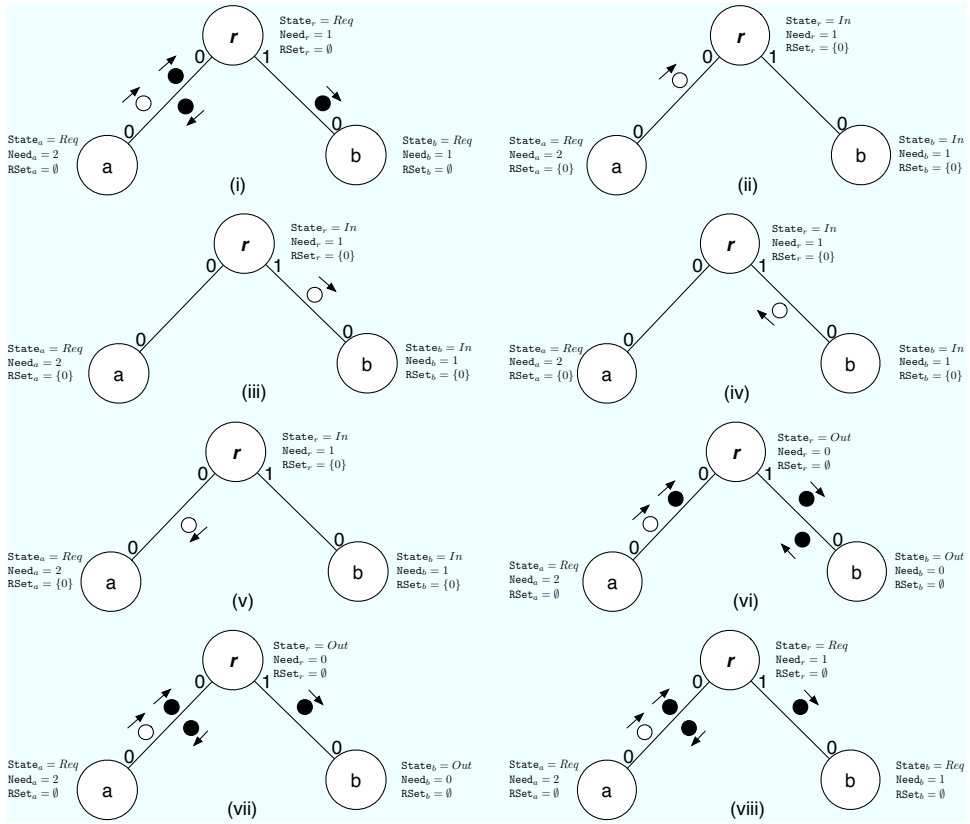 r
State_r = Req
Need_r = 1
RSet_r = ∅
0 1
0
0
State_a = Req
Need_a = 2
RSet_a = ∅
a
b
State_b = Req
Need_b = 1
RSet_b = ∅
(i)
r
State_r = In
Need_r = 1
RSet_r = {0}
0 1
0
0
State_a = Req
Need_a = 2
RSet_a = {0}
a
b
State_b = In
Need_b = 1
RSet_b = {0}
(ii)
r
State_r = In
Need_r = 1
RSet_r = {0}
0 1
0
0
State_a = Req
Need_a = 2
RSet_a = {0}
a
b
State_b = In
Need_b = 1
RSet_b = {0}
(iii)
r
State_r = In
Need_r = 1
RSet_r = {0}
0 1
0
0
State_a = Req
Need_a = 2
RSet_a = {0}
a
b
State_b = In
Need_b = 1
RSet_b = {0}
(iv)
r
State_r = In
Need_r = 1
RSet_r = {0}
0 1
0
0
State_a = Req
Need_a = 2
RSet_a = {0}
a
b
State_b = In
Need_b = 1
RSet_b = {0}
(v)
r
State_r = Out
Need_r = 0
RSet_r = ∅
0 1
0
0
State_a = Req
Need_a = 2
RSet_a = ∅
a
b
State_b = Out
Need_b = 0
RSet_b = ∅
(vi)
r
State_r = Out
Need_r = 0
RSet_r = ∅
0 1
0
0
State_a = Req
Need_a = 2
RSet_a = ∅
a
b
State_b = Out
Need_b = 0
RSet_b = ∅
(vii)
r
State_r = Req
Need_r = 1
RSet_r = ∅
0 1
0
0
State_a = Req
Need_a = 2
RSet_a = ∅
a
b
State_b = Req
Need_b = 1
RSet_b = ∅
(viii)